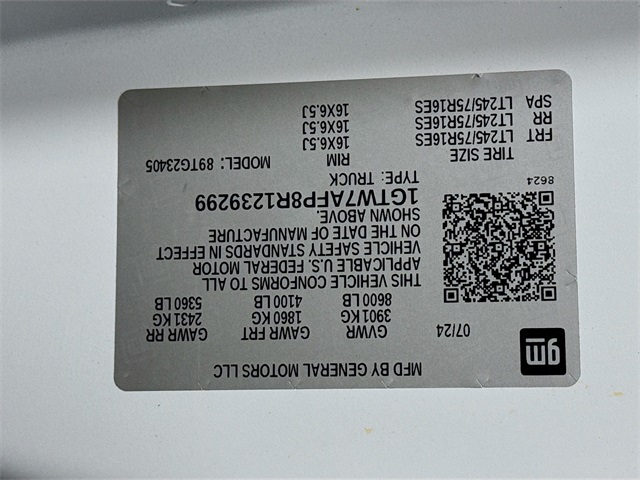 MFD BY GENERAL MOTORS LLC
gm
07/24 GVWR GAWR FRT GAWR RR
3901 KG 1860 KG 2431 KG
8600 LB 4100 LB 5360 LB
THIS VEHICLE CONFORMS TO ALL
APPLICABLE U.S. FEDERAL MOTOR
VEHICLE SAFETY STANDARDS IN EFFECT
ON THE DATE OF MANUFACTURE
SHOWN ABOVE.
1GTW7AFP8R1239299
TYPE: TRUCK
8624
TIRE SIZE RIM MODEL: 89TG23405
FRT LT245/75R16ES 16X6.5J
RR LT245/75R16ES 16X6.5J
SPA LT245/75R16ES 16X6.5J